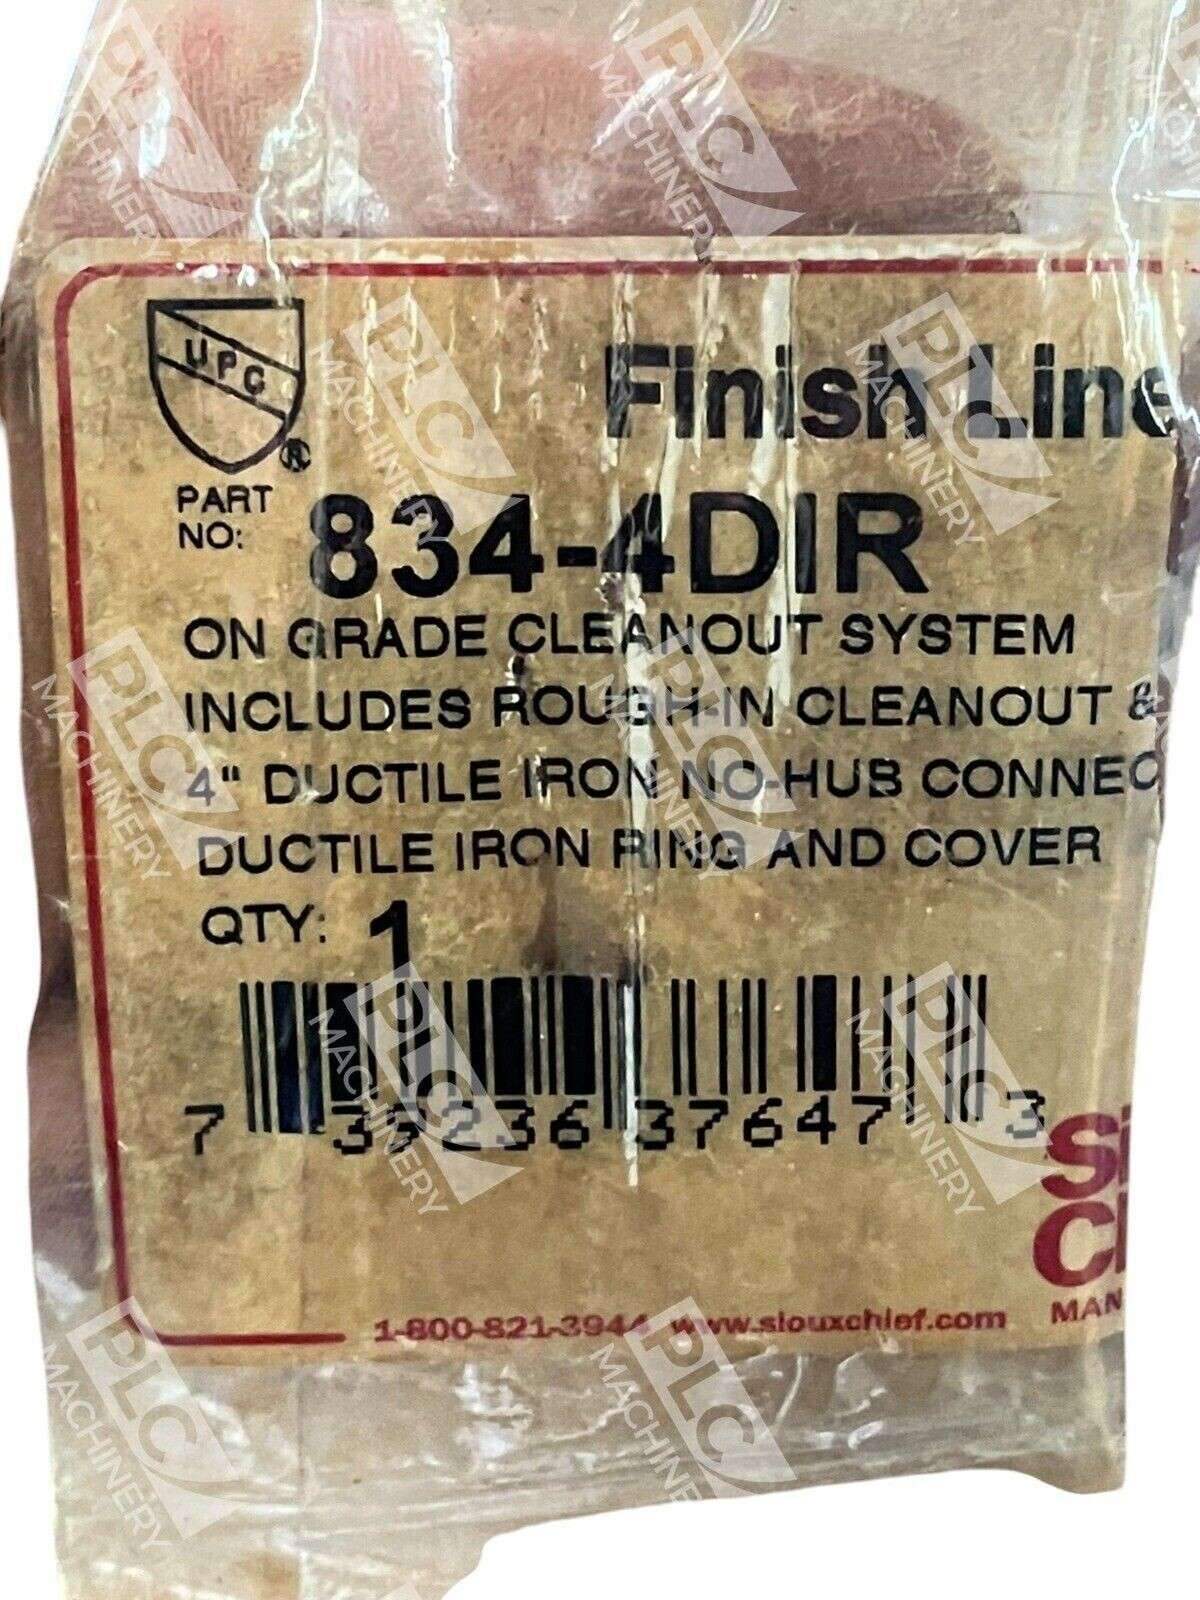 UPC
®
Finish Line
PART
NO: 834-4DIR
ON GRADE CLEANOUT SYSTEM
INCLUDES ROUGH-IN CLEANOUT &
4" DUCTILE IRON NO-HUB CONNEC
DUCTILE IRON RING AND COVER
QTY: 1
7 39236 37647 3
1-800-821-3944 www.siouxchief.com
MAN
PLC MACHINERY